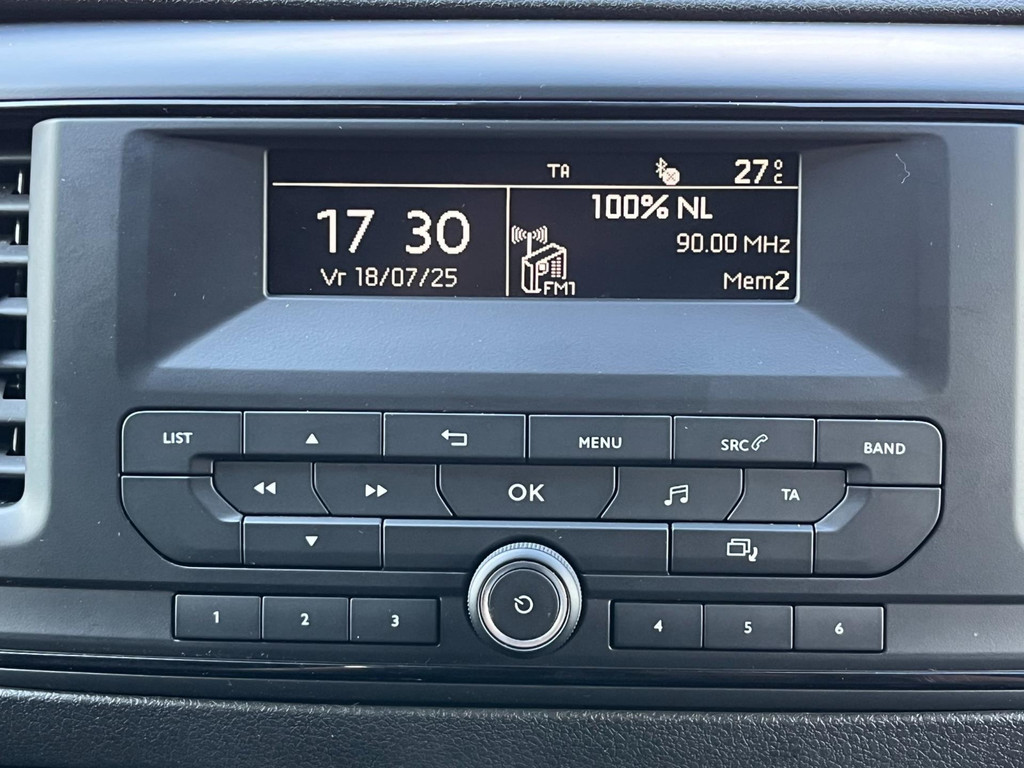 TA 27°C
17 30
Vr 18/07/25
100% NL
90.00 MHz
FM1
Mem2
LIST
MENU
SRC
BAND
OK
TA
1 2 3 4 5 6